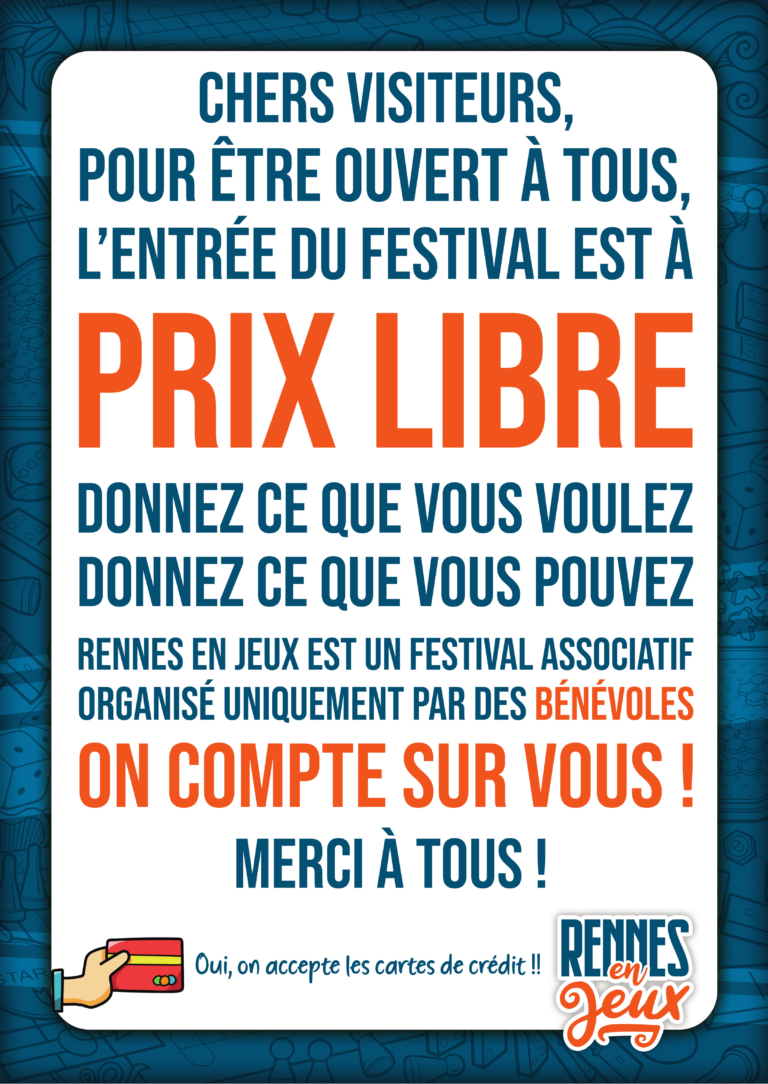 CHERS VISITEURS,
POUR ÊTRE OUVERT À TOUS,
L'ENTRÉE DU FESTIVAL EST À
PRIX LIBRE
DONNEZ CE QUE VOUS VOULEZ
DONNEZ CE QUE VOUS POUVEZ
RENNES EN JEUX EST UN FESTIVAL ASSOCIATIF
ORGANISÉ UNIQUEMENT PAR DES BÉNÉVOLES
ON COMPTE SUR VOUS !
MERCI À TOUS !
Oui, on accepte les cartes de crédit !!
RENNES
en
Jeux
START